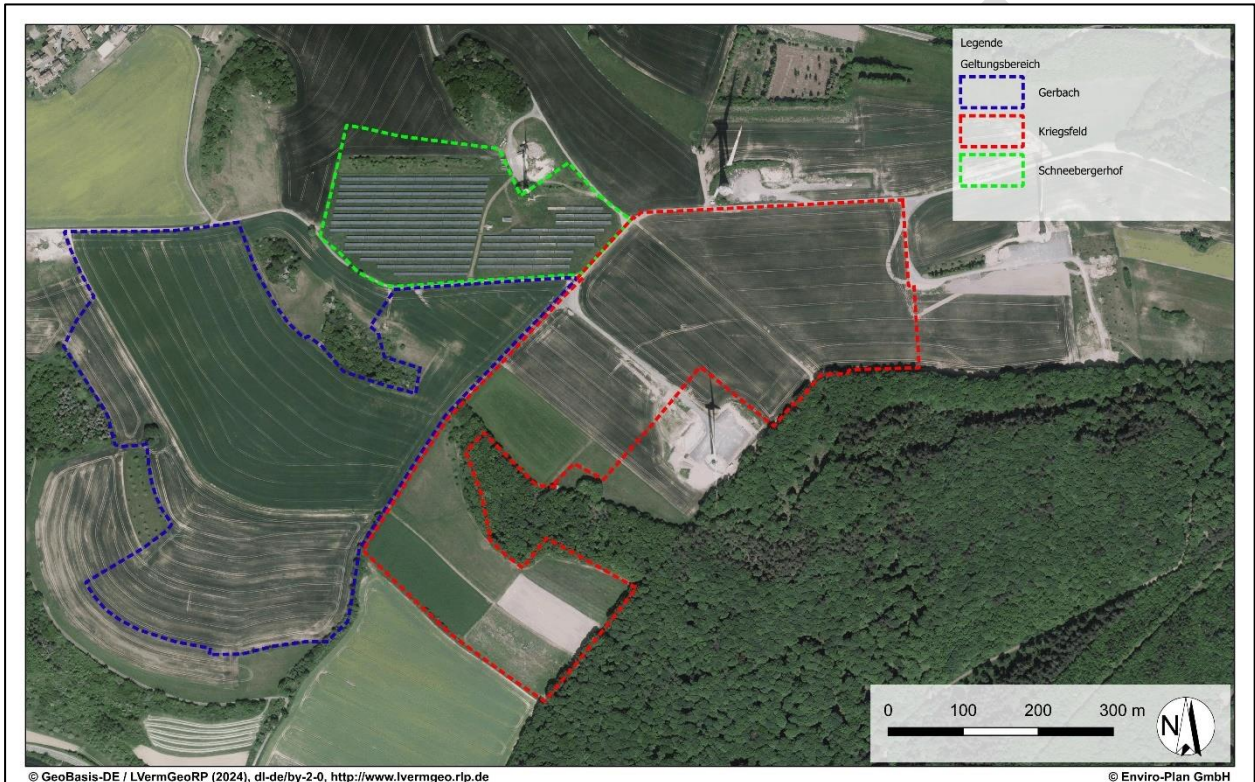 Legende
Geltungsbereich
Gerbach
Kriegsfeld
Schneebergerhof
0 100 200 300 m
N
© GeoBasis-DE / LVermGeoRP (2024), dl-de/by-2-0, http://www.lvermgeo.rlp.de © Enviro-Plan GmbH